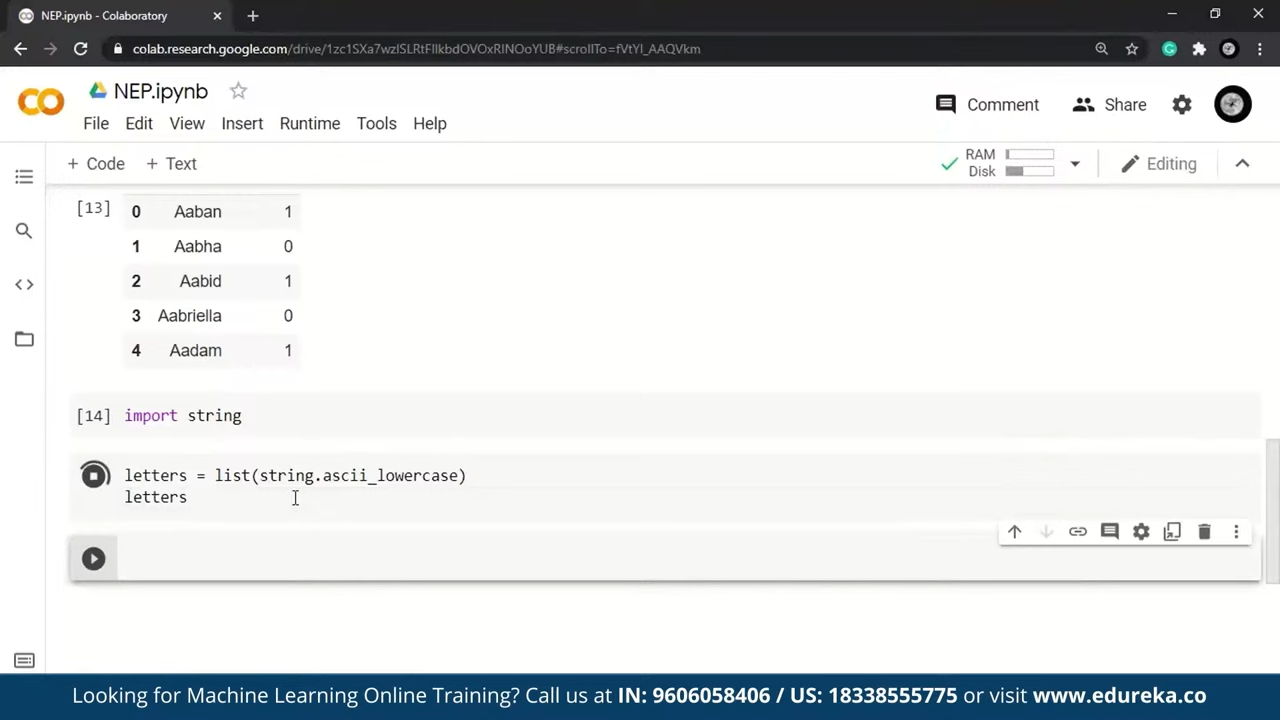 NEP.ipynb - Colaboratory
colab.research.google.com/drive/1zc1SXa7wzlSLRtFIlkbdOVOxRINOoYUB#scrollTo=fVtYl_AAQVkm
CO NEP.ipynb
Comment Share
File Edit View Insert Runtime Tools Help
+ Code + Text
RAM
Disk
Editing
[13] 0 Aaban 1
1 Aabha 0
2 Aabid 1
3 Aabriella 0
4 Aadam 1
[14] import string
letters = list(string.ascii_lowercase)
letters
Looking for Machine Learning Online Training? Call us at IN: 9606058406 / US: 18338555775 or visit www.edureka.co